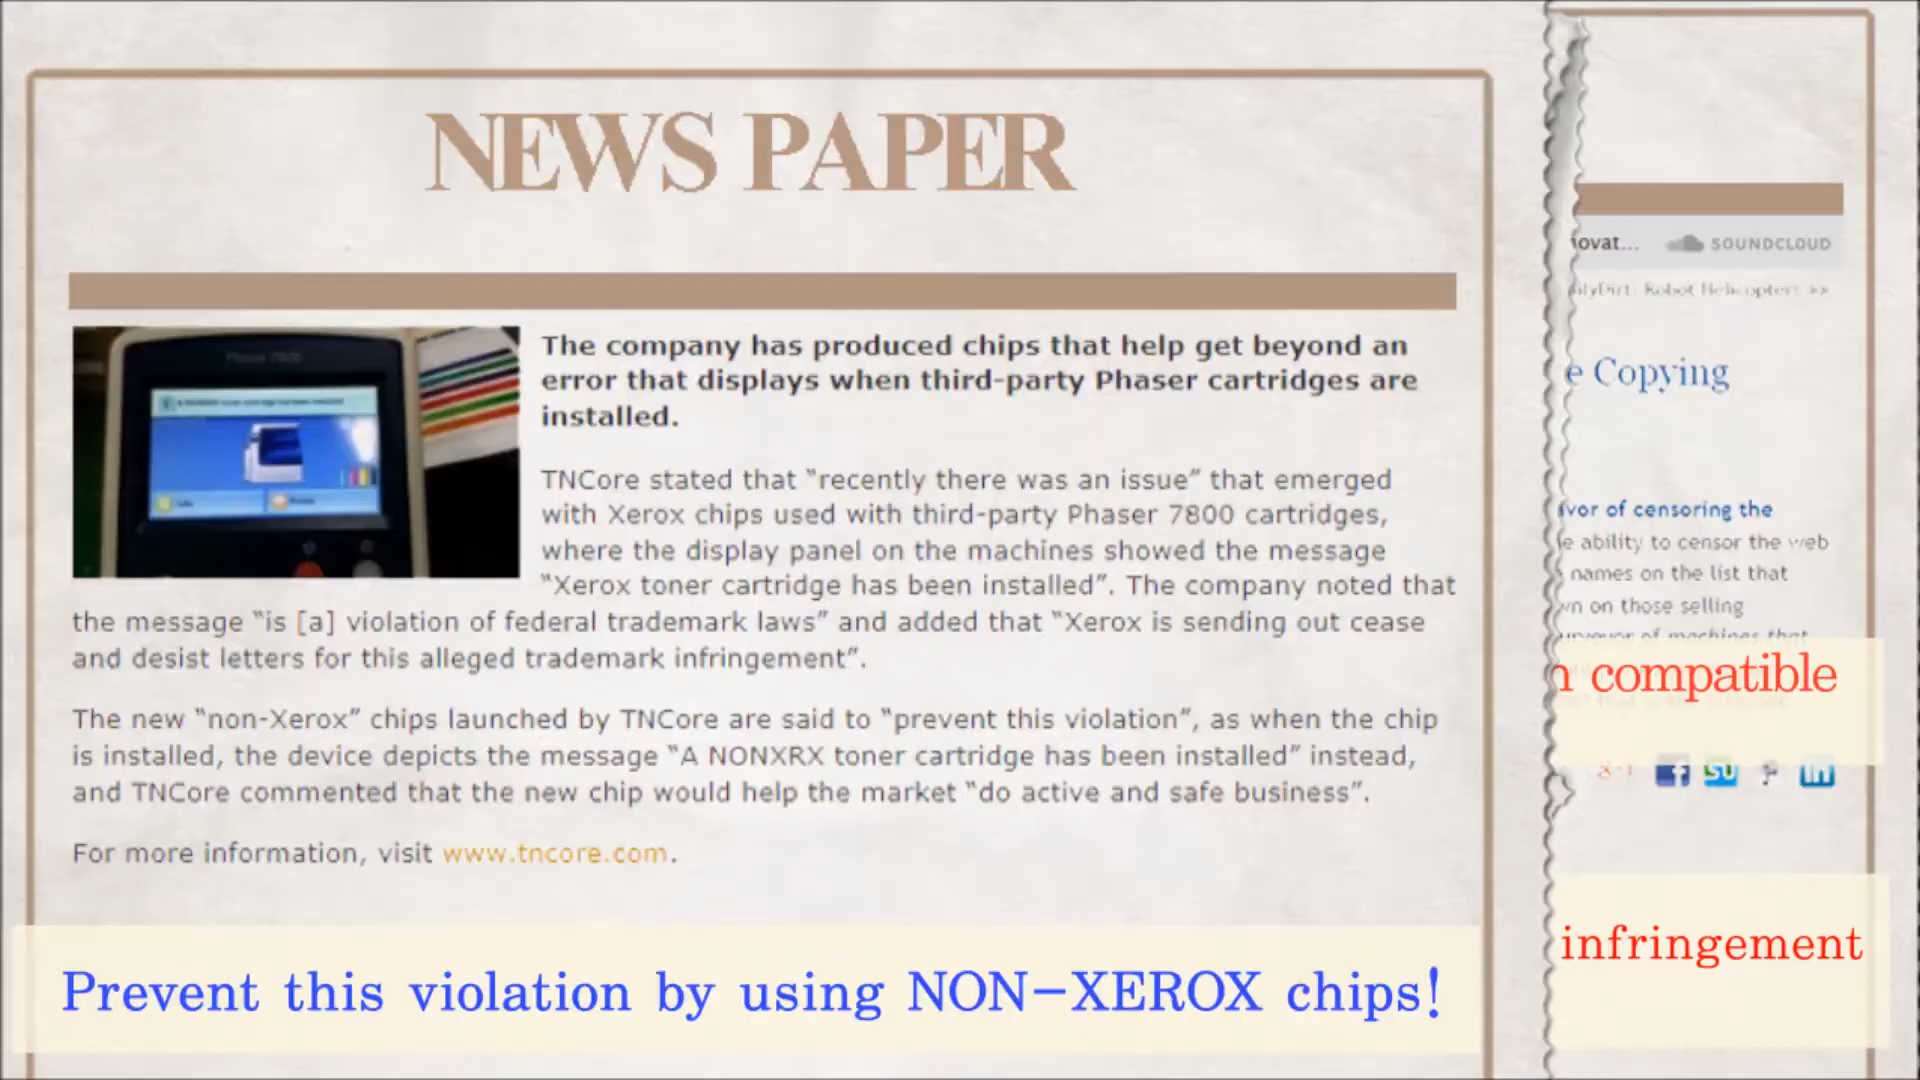 NEWS PAPER
The company has produced chips that help get beyond an
error that displays when third-party Phaser cartridges are
installed.
TNCore stated that “recently there was an issue” that emerged
with Xerox chips used with third-party Phaser 7800 cartridges,
where the display panel on the machines showed the message
“Xerox toner cartridge has been installed”. The company noted that
the message “is [a] violation of federal trademark laws” and added that “Xerox is sending out cease
and desist letters for this alleged trademark infringement”.
The new “non-Xerox” chips launched by TNCore are said to “prevent this violation”, as when the chip
is installed, the device depicts the message “A NONXRX toner cartridge has been installed” instead,
and TNCore commented that the new chip would help the market “do active and safe business”.
For more information, visit www.tncore.com.
Prevent this violation by using NON-XEROX chips!
ovat... SOUNDCLOUD
Robot Helicopters >>
e Copying
vor of censoring the
e ability to censor the web
names on the list that
on those selling
of machines that
compatible
infringement